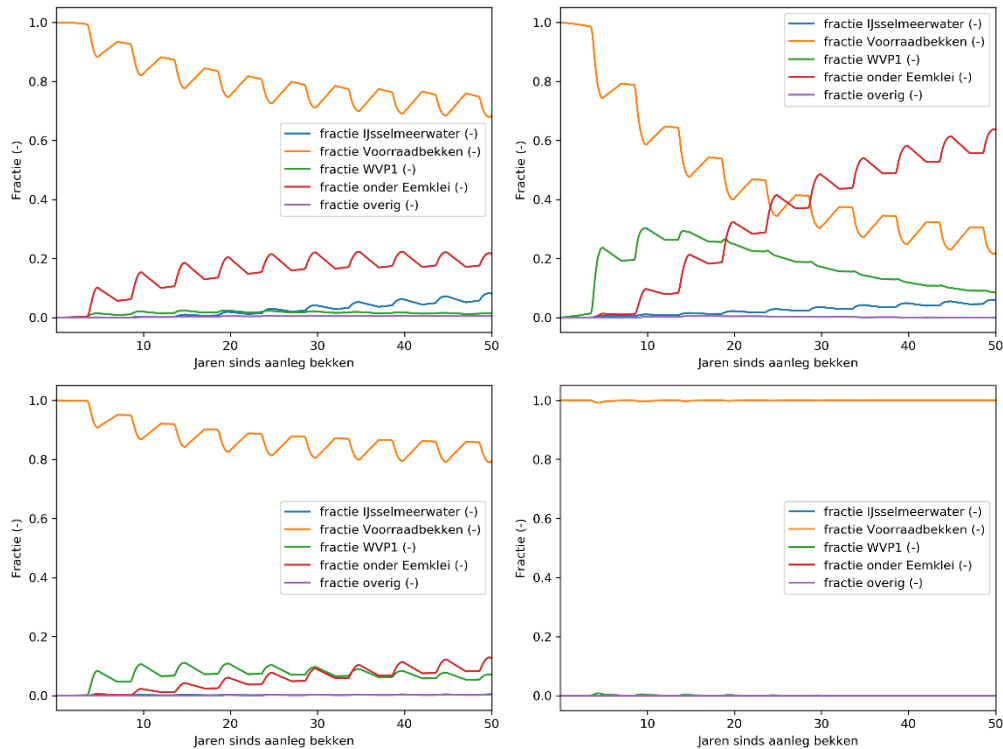 1.0
0.8
0.6
0.4
0.2
0.0
Fractie (-)
fractie IJsselmeerwater (-)
fractie Voorraadbekken (-)
fractie WVP1 (-)
fractie onder Eemklei (-)
fractie overig (-)
10 20 30 40 50
Jaren sinds aanleg bekken
1.0
0.8
0.6
0.4
0.2
0.0
Fractie (-)
fractie IJsselmeerwater (-)
fractie Voorraadbekken (-)
fractie WVP1 (-)
fractie onder Eemklei (-)
fractie overig (-)
10 20 30 40 50
Jaren sinds aanleg bekken
1.0
0.8
0.6
0.4
0.2
0.0
Fractie (-)
fractie IJsselmeerwater (-)
fractie Voorraadbekken (-)
fractie WVP1 (-)
fractie onder Eemklei (-)
fractie overig (-)
10 20 30 40 50
Jaren sinds aanleg bekken
1.0
0.8
0.6
0.4
0.2
0.0
Fractie (-)
fractie IJsselmeerwater (-)
fractie Voorraadbekken (-)
fractie WVP1 (-)
fractie onder Eemklei (-)
fractie overig (-)
10 20 30 40 50
Jaren sinds aanleg bekken